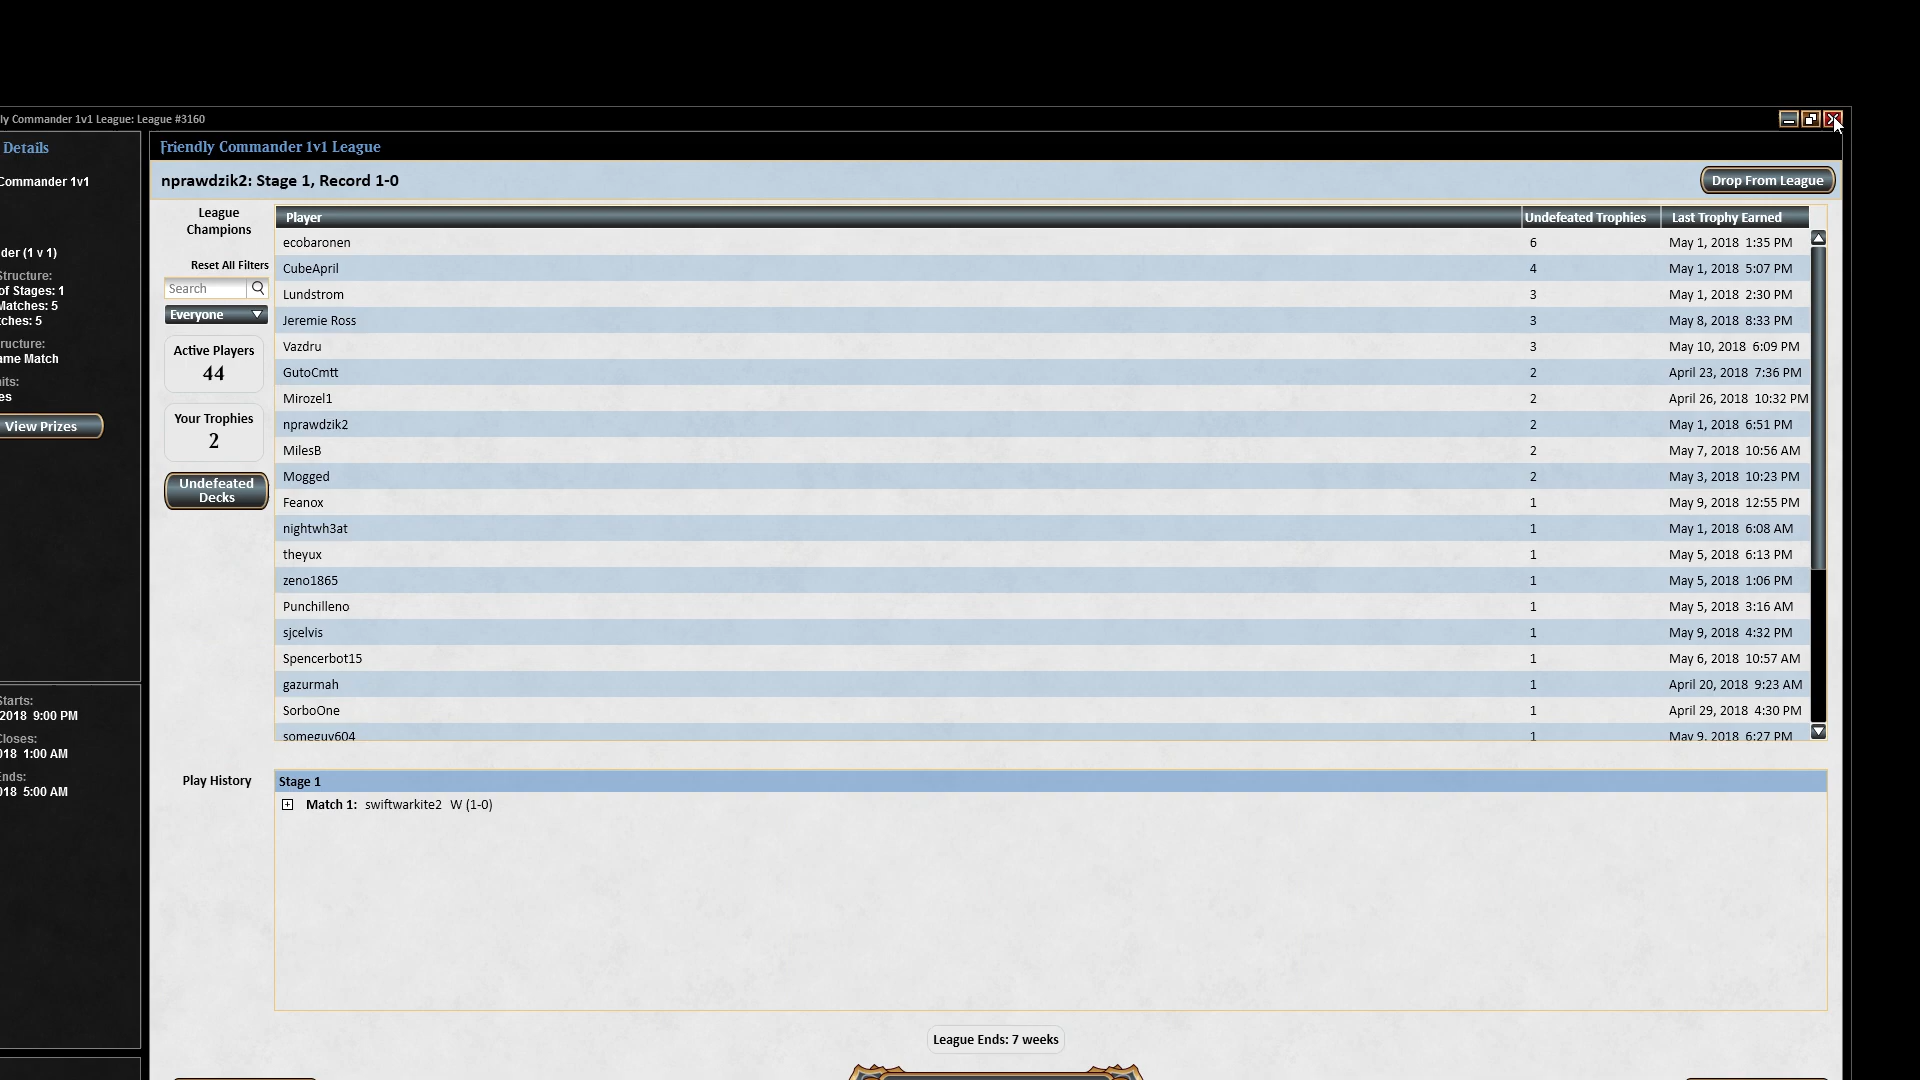 ly Commander 1v1 League: League #3160
Details
Commander 1v1
der (1 v 1)
Structure:
of Stages: 1
Matches: 5
ches: 5
ructure:
ame Match
its:
es
View Prizes
Starts:
2018 9:00 PM
Closes:
018 1:00 AM
Ends:
018 5:00 AM
Friendly Commander 1v1 League
nprawdzik2: Stage 1, Record 1-0
Drop From League
League
Champions
Reset All Filters
Search
Everyone
Active Players
44
Your Trophies
2
Undefeated
Decks
Player Undefeated Trophies Last Trophy Earned
ecobaronen 6 May 1, 2018 1:35 PM
CubeApril 4 May 1, 2018 5:07 PM
Lundstrom 3 May 1, 2018 2:30 PM
Jeremie Ross 3 May 8, 2018 8:33 PM
Vazdru 3 May 10, 2018 6:09 PM
GutoCmtt 2 April 23, 2018 7:36 PM
Mirozel1 2 April 26, 2018 10:32 PM
nprawdzik2 2 May 1, 2018 6:51 PM
MilesB 2 May 7, 2018 10:56 AM
Mogged 2 May 3, 2018 10:23 PM
Feanox 1 May 9, 2018 12:55 PM
nightwh3at 1 May 1, 2018 6:08 AM
theyux 1 May 5, 2018 6:13 PM
zeno1865 1 May 5, 2018 1:06 PM
Punchilleno 1 May 5, 2018 3:16 AM
sjcelvis 1 May 9, 2018 4:32 PM
Spencerbot15 1 May 6, 2018 10:57 AM
gazurmah 1 April 20, 2018 9:23 AM
SorboOne 1 April 29, 2018 4:30 PM
someguy604 1 May 9, 2018 6:27 PM
Play History
Stage 1
Match 1: swiftwarkite2 W (1-0)
League Ends: 7 weeks